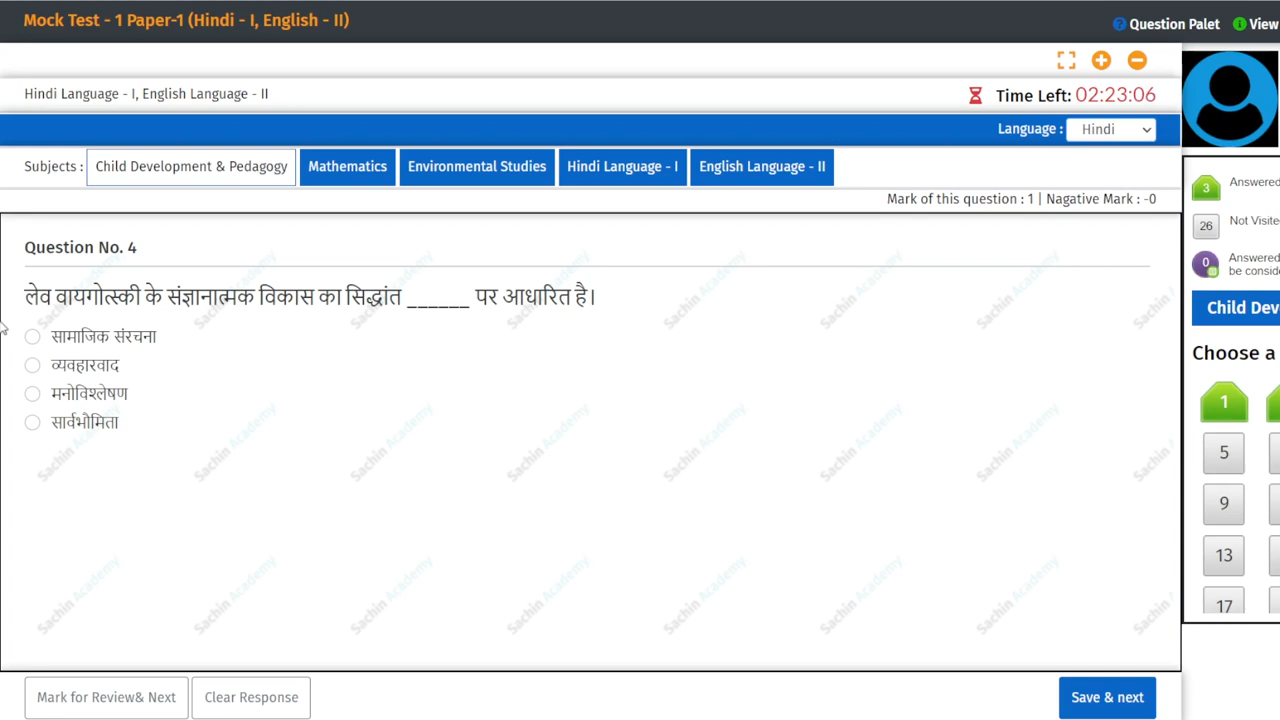 Mock Test - 1 Paper-1 (Hindi - I, English - II)
Question Palet
View
Hindi Language - I, English Language - II
Time Left: 02:23:06
Language : Hindi
Subjects : Child Development & Pedagogy Mathematics Environmental Studies Hindi Language - I English Language - II
Mark of this question : 1 | Nagative Mark : -0
Question No. 4
लेव वायगोत्स्की के संज्ञानात्मक विकास का सिद्धांत ______ पर आधारित है।
सामाजिक संरचना
व्यवहारवाद
मनोविश्लेषण
सार्वभौमिता
Mark for Review& Next
Clear Response
Save & next
3 Answered
26 Not Visite
0 Answered
be conside
Child Dev
Choose a
1
5
9
13
17
Sachin Academy